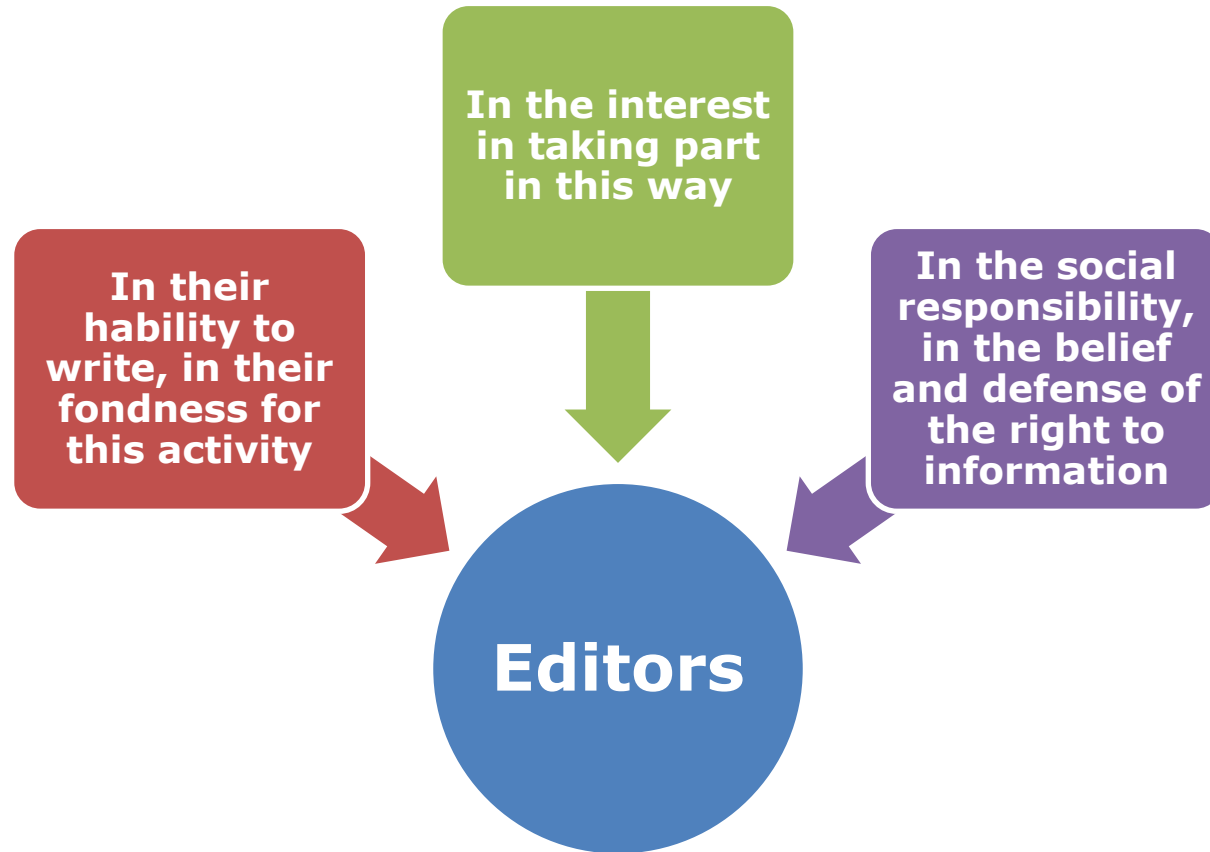 In the interest
in taking part
in this way
In their
hability to
write, in their
fondness for
this activity
In the social
responsibility,
in the belief
and defense of
the right to
information
Editors